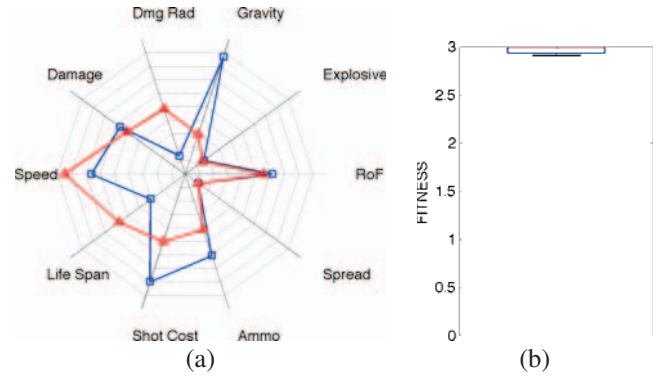 Dmg Rad
Gravity
Damage
Explosive
Speed
RoF
Life Span
Spread
Shot Cost
Ammo
(a)
3
2.5
2
1.5
1
0.5
0
FITNESS
(b)